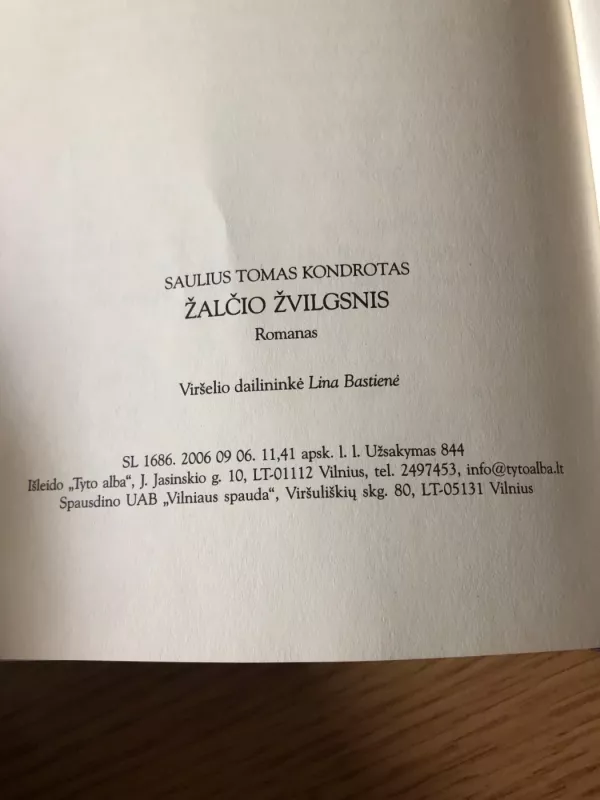 SAULIUS TOMAS KONDROTAS
ŽALČIO ŽVILGSNIS
Romanas
Viršelio dailininkė Lina Bastienė
SL 1686. 2006 09 06. 11,41 apsk. l. l. Užsakymas 844
Išleido „Tyto alba“, J. Jasinskio g. 10, LT-01112 Vilnius, tel. 2497453, info@tytoalba.lt
Spausdino UAB „Vilniaus spauda“, Viršuliškių skg. 80, LT-05131 Vilnius